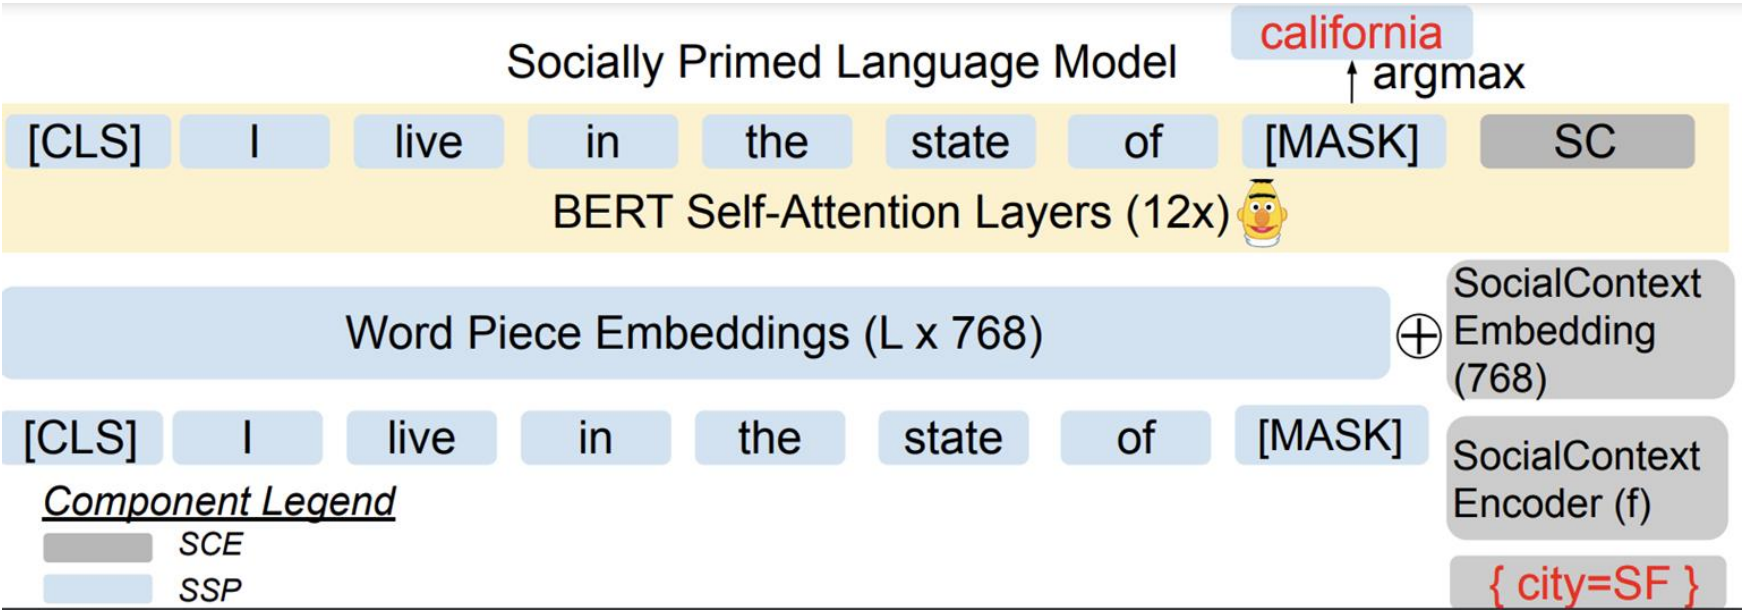 california
Socially Primed Language Model
argmax
[CLS] I live in the state of [MASK] SC
BERT Self-Attention Layers (12x)
Word Piece Embeddings (L x 768)
SocialContext
Embedding
(768)
[CLS] I live in the state of [MASK]
SocialContext
Encoder (f)
{ city=SF }
Component Legend
SCE
SSP